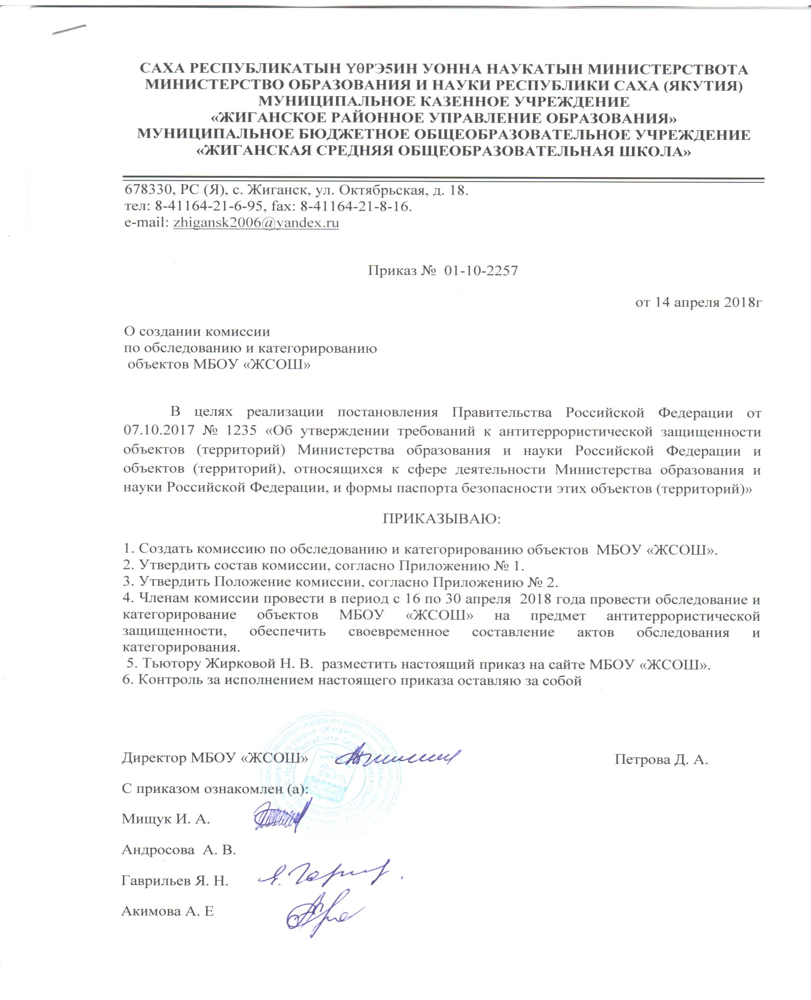 САХА РЕСПУБЛИКАТЫН ҮӨРЭ5ИН УОННА НАУКАТЫН МИНИСТЕРСТВОТА
МИНИСТЕРСТВО ОБРАЗОВАНИЯ И НАУКИ РЕСПУБЛИКИ САХА (ЯКУТИЯ)
МУНИЦИПАЛЬНОЕ КАЗЕННОЕ УЧРЕЖДЕНИЕ
«ЖИГАНСКОЕ РАЙОННОЕ УПРАВЛЕНИЕ ОБРАЗОВАНИЯ»
МУНИЦИПАЛЬНОЕ БЮДЖЕТНОЕ ОБЩЕОБРАЗОВАТЕЛЬНОЕ УЧРЕЖДЕНИЕ
«ЖИГАНСКАЯ СРЕДНЯЯ ОБЩЕОБРАЗОВАТЕЛЬНАЯ ШКОЛА»
678330, РС (Я), с. Жиганск, ул. Октябрьская, д. 18.
тел: 8-41164-21-6-95, fax: 8-41164-21-8-16.
e-mail: zhigansk2006@yandex.ru
Приказ № 01-10-2257
от 14 апреля 2018г
О создании комиссии
по обследованию и категорированию
объектов МБОУ «ЖСОШ»
В целях реализации постановления Правительства Российской Федерации от
07.10.2017 № 1235 «Об утверждении требований к антитеррористической защищенности
объектов (территорий) Министерства образования и науки Российской Федерации и
объектов (территорий), относящихся к сфере деятельности Министерства образования и
науки Российской Федерации, и формы паспорта безопасности этих объектов (территорий)»
ПРИКАЗЫВАЮ:
1. Создать комиссию по обследованию и категорированию объектов МБОУ «ЖСОШ».
2. Утвердить состав комиссии, согласно Приложению № 1.
3. Утвердить Положение комиссии, согласно Приложению № 2.
4. Членам комиссии провести в период с 16 по 30 апреля 2018 года провести обследование и
категорирование объектов МБОУ «ЖСОШ» на предмет антитеррористической
защищенности, обеспечить своевременное составление актов обследования и
категорирования.
5. Тьютору Жирковой Н. В. разместить настоящий приказ на сайте МБОУ «ЖСОШ».
6. Контроль за исполнением настоящего приказа оставляю за собой
Директор МБОУ «ЖСОШ» Петрова Д. А.
С приказом ознакомлен (а):
Мищук И. А.
Андросова А. В.
Гаврильев Я. Н.
Акимова А. Е